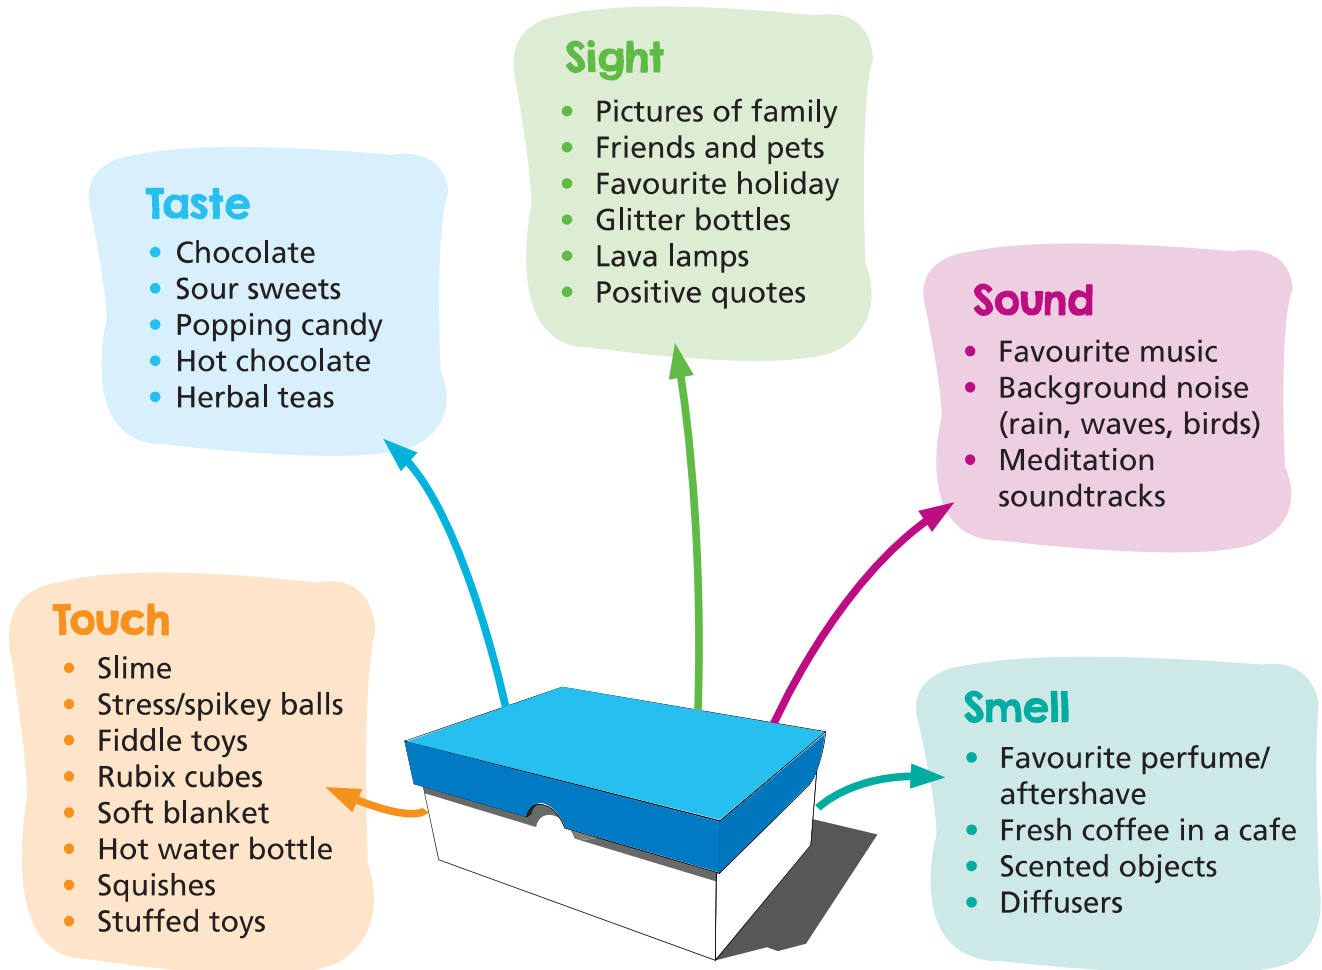 Sight
• Pictures of family
• Friends and pets
• Favourite holiday
• Glitter bottles
• Lava lamps
• Positive quotes
Taste
• Chocolate
• Sour sweets
• Popping candy
• Hot chocolate
• Herbal teas
Sound
• Favourite music
• Background noise
(rain, waves, birds)
• Meditation
soundtracks
Touch
• Slime
• Stress/spikey balls
• Fiddle toys
• Rubix cubes
• Soft blanket
• Hot water bottle
• Squishes
• Stuffed toys
Smell
• Favourite perfume/
aftershave
• Fresh coffee in a cafe
• Scented objects
• Diffusers